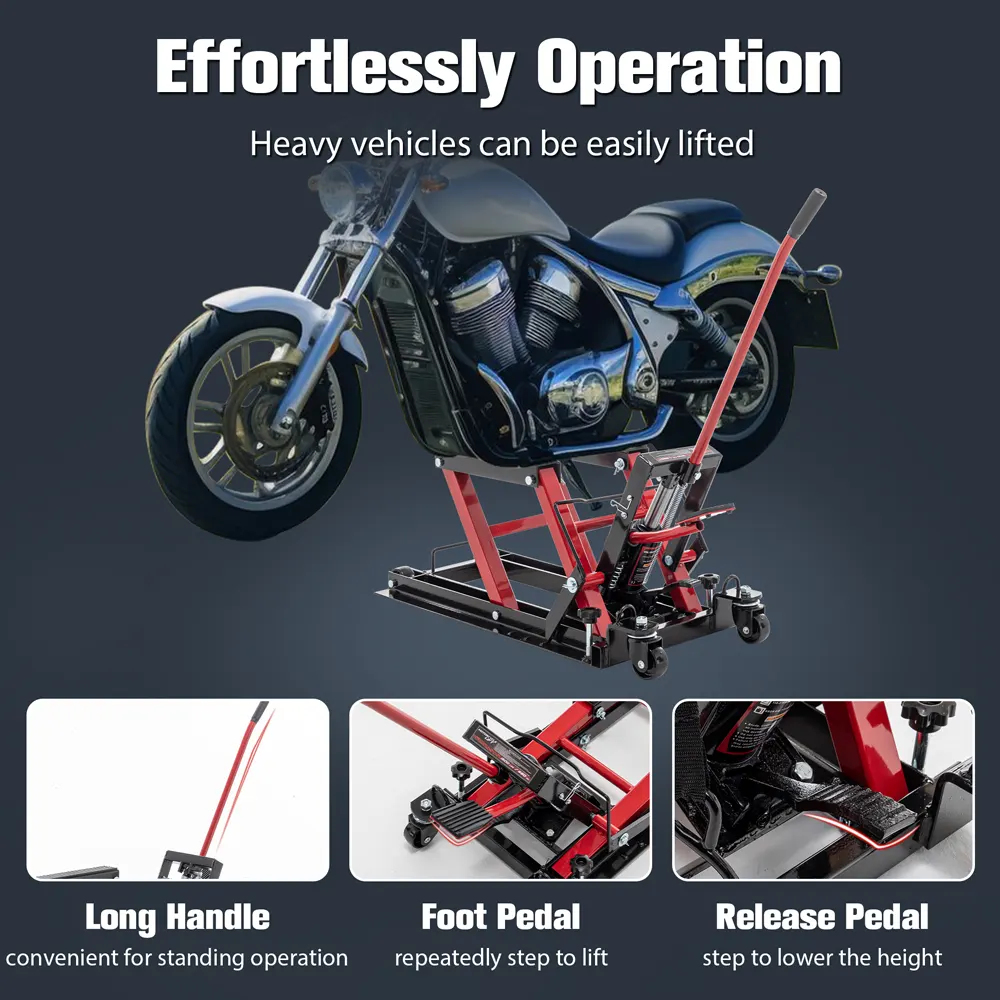 Effortlessly Operation
Heavy vehicles can be easily lifted
Long Handle
convenient for standing operation
Foot Pedal
repeatedly step to lift
Release Pedal
step to lower the height